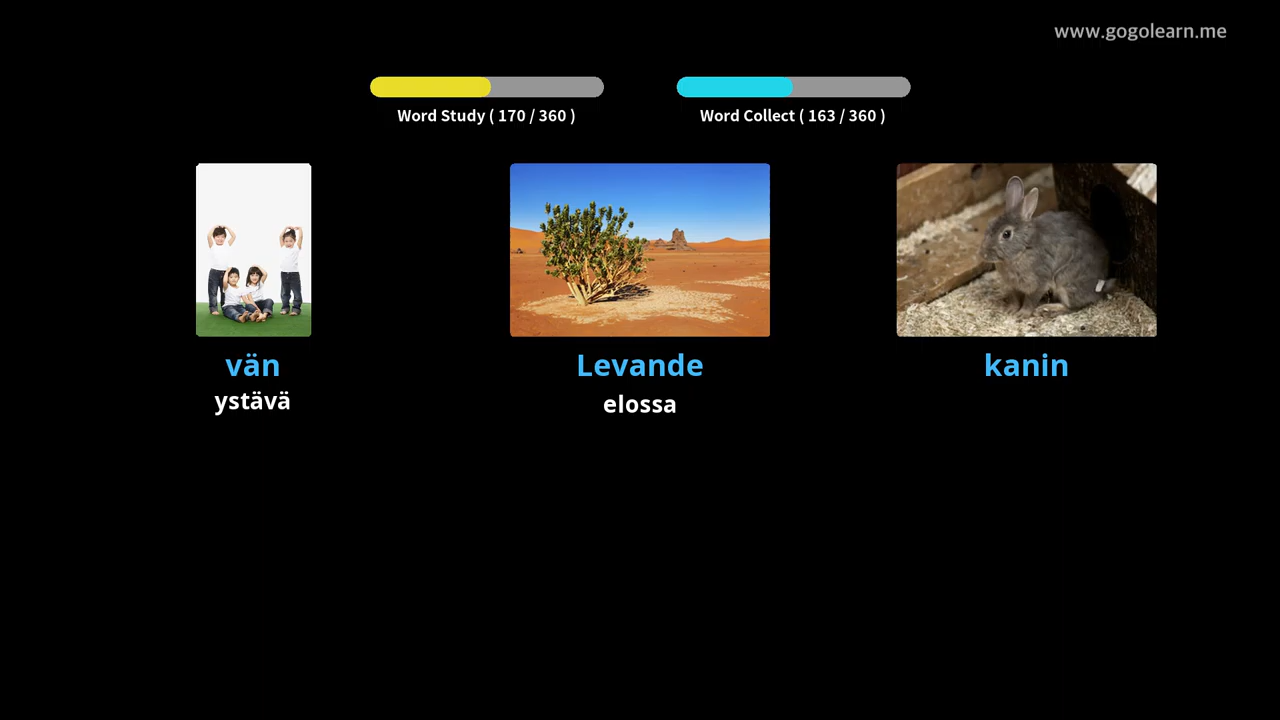 www.gogolearn.me
Word Study ( 170 / 360 )
Word Collect ( 163 / 360 )
vän
Levande
kanin
ystävä
elossa